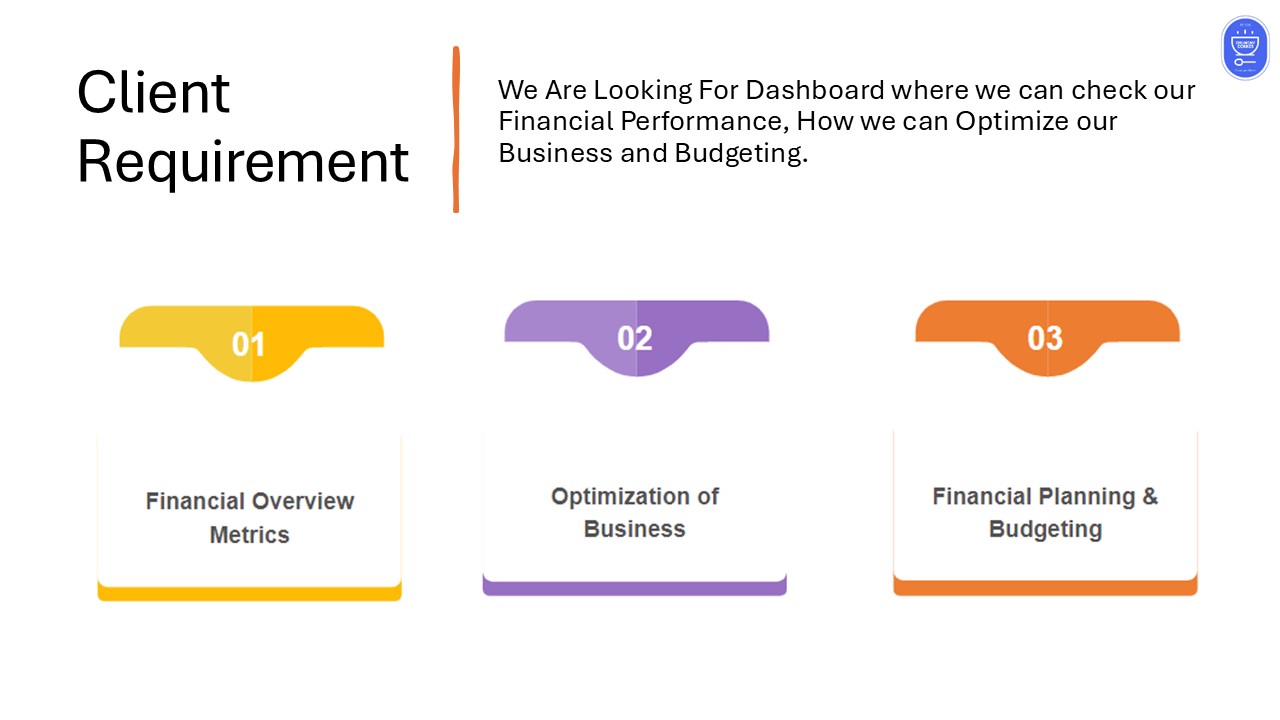 Client
Requirement
We Are Looking For Dashboard where we can check our
Financial Performance, How we can Optimize our
Business and Budgeting.
01
Financial Overview
Metrics
02
Optimization of
Business
03
Financial Planning &
Budgeting